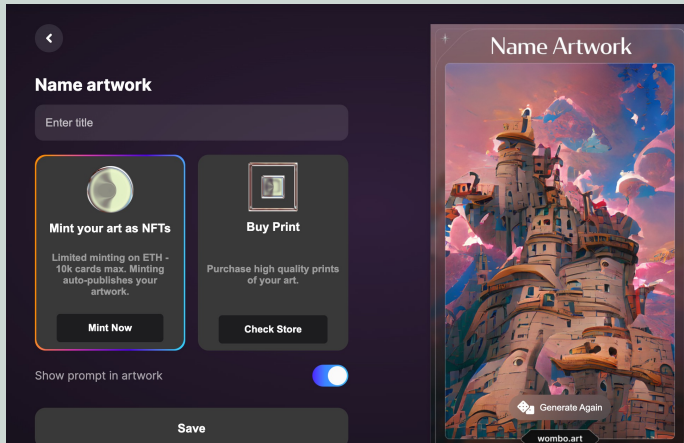 Name artwork
Enter title
Mint your art as NFTs
Limited minting on ETH -
10k cards max. Minting
auto-publishes your
artwork.
Mint Now
Buy Print
Purchase high quality prints
of your art.
Check Store
Show prompt in artwork
Save
Name Artwork
Generate Again
wombo.art